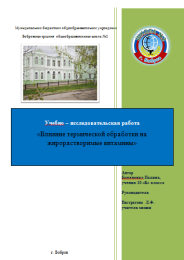 Муниципальное бюджетное общеобразовательное учреждение
Бобровская средняя общеобразовательная школа №1
Учебно – исследовательская работа
«Влияние термической обработки на
жирорастворимые витамины»
Автор
Полина,
ученица 10 «Б» класса
Руководитель
Л.Ф.
учитель химии
г. Бобров